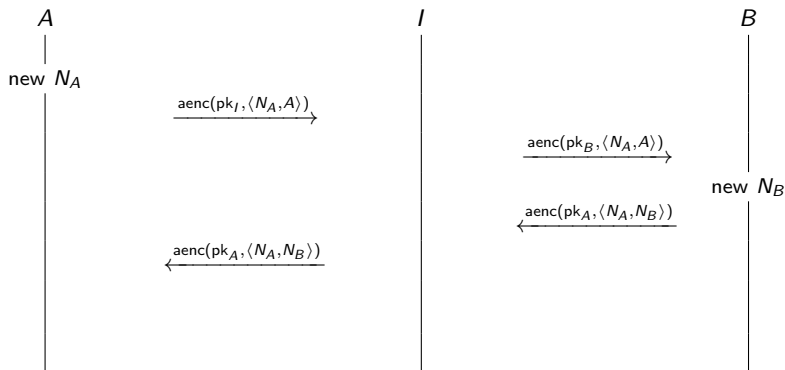 A I B
new N_A
aenc(pk_I,⟨N_A,A⟩)
aenc(pk_B,⟨N_A,A⟩)
new N_B
aenc(pk_A,⟨N_A,N_B⟩)
aenc(pk_A,⟨N_A,N_B⟩)